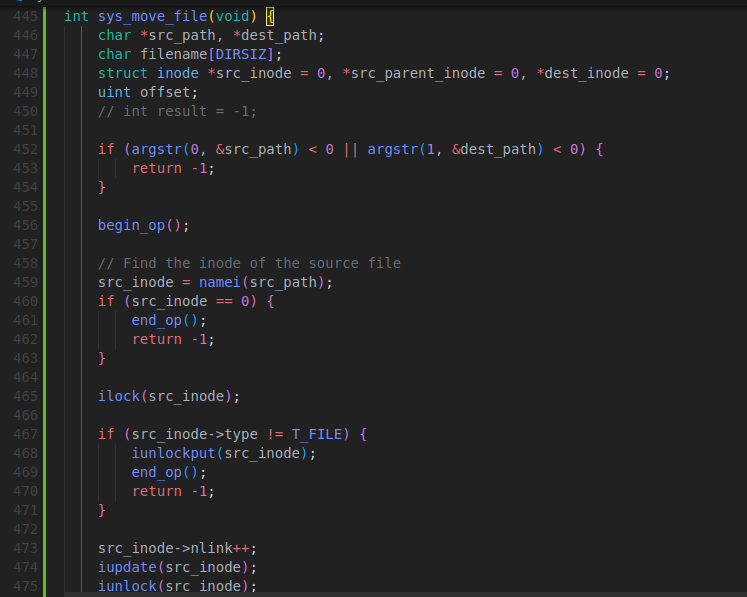 445 int sys_move_file(void) {
446     char *src_path, *dest_path;
447     char filename[DIRSIZ];
448     struct inode *src_inode = 0, *src_parent_inode = 0, *dest_inode = 0;
449     uint offset;
450     // int result = -1;
451
452     if (argstr(0, &src_path) < 0 || argstr(1, &dest_path) < 0) {
453         return -1;
454     }
455
456     begin_op();
457
458     // Find the inode of the source file
459     src_inode = namei(src_path);
460     if (src_inode == 0) {
461         end_op();
462         return -1;
463     }
464
465     ilock(src_inode);
466
467     if (src_inode->type != T_FILE) {
468         iunlockput(src_inode);
469         end_op();
470         return -1;
471     }
472
473     src_inode->nlink++;
474     iupdate(src_inode);
475     iunlock(src_inode);